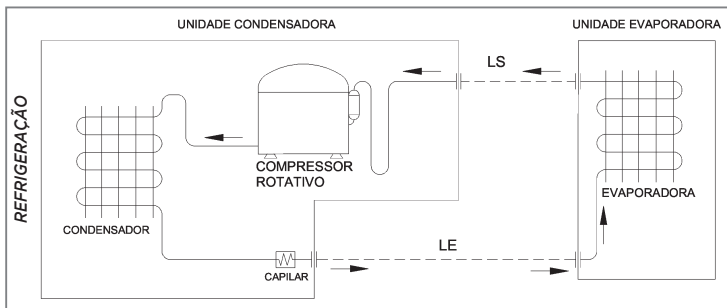 UNIDADE CONDENSADORA
UNIDADE EVAPORADORA
LS
REFRIGERAÇÃO
COMPRESSOR
ROTATIVO
EVAPORADORA
CONDENSADOR
LE
CAPILAR